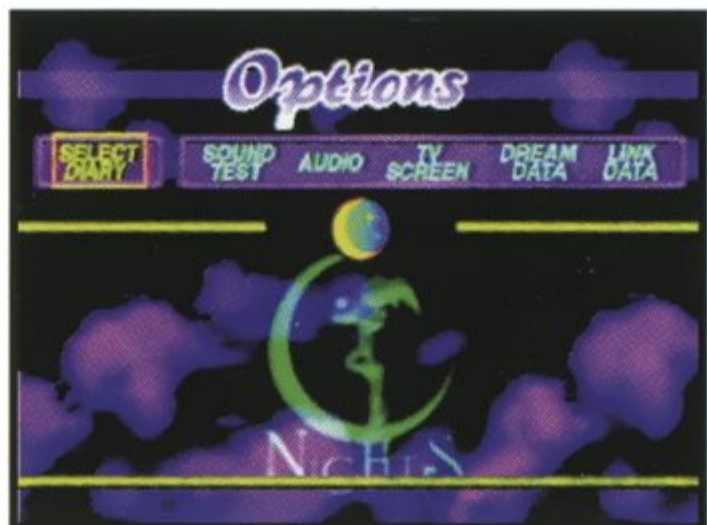 Options
SELECT DIARY
SOUND TEST
AUDIO
TV SCREEN
DREAM DATA
LINK DATA
NiGHTS